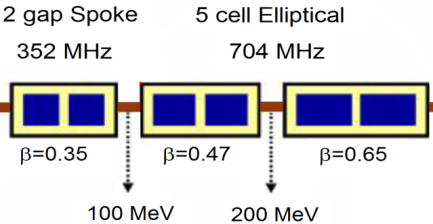 2 gap Spoke 5 cell Elliptical
352 MHz 704 MHz
β=0.35 β=0.47 β=0.65
100 MeV 200 MeV